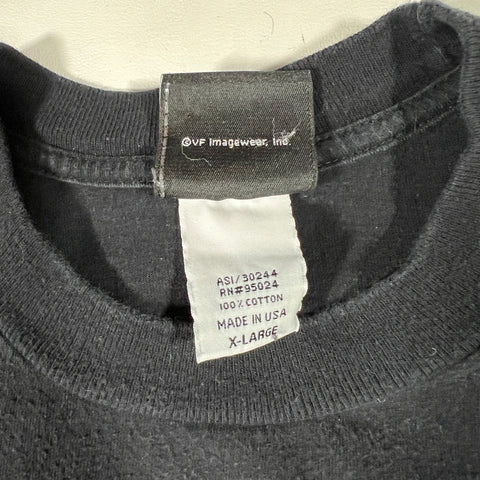 ©VF Imagewear, Inc.
ASI/30244
RN#95024
100% COTTON
MADE IN USA
X-LARGE